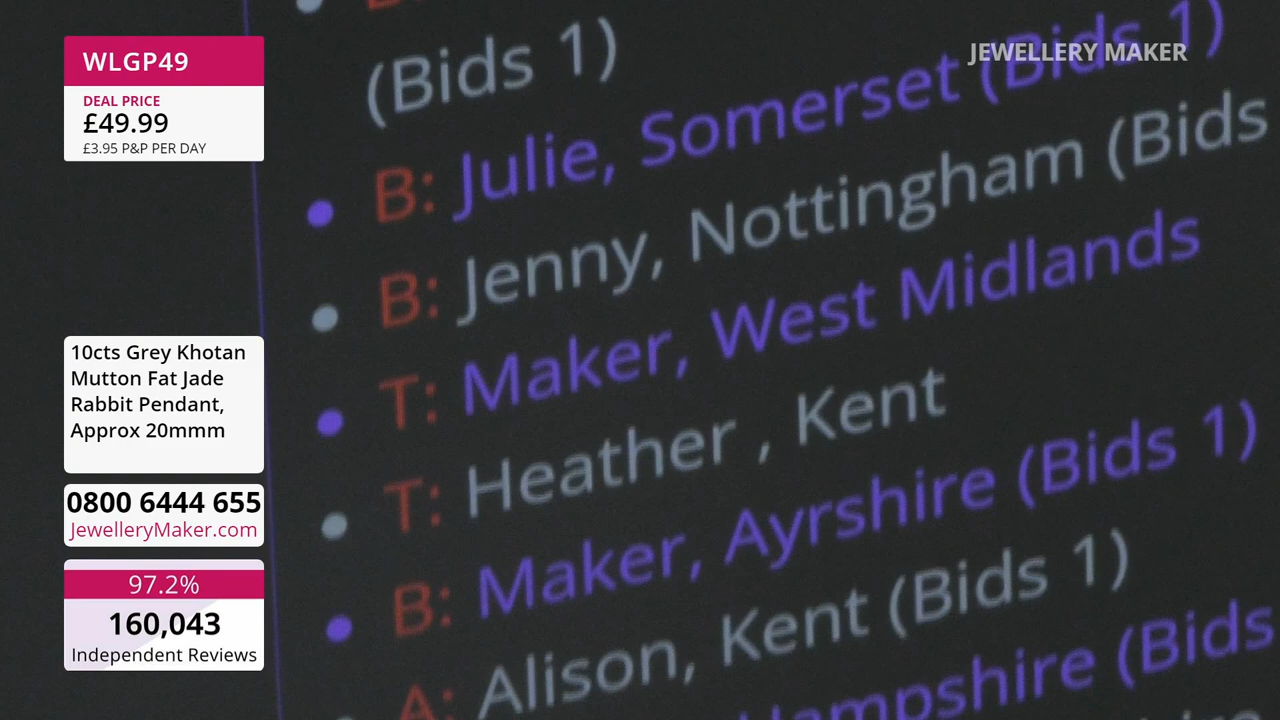 WLGP49
DEAL PRICE
£49.99
£3.95 P&P PER DAY
10cts Grey Khotan
Mutton Fat Jade
Rabbit Pendant,
Approx 20mmm
0800 6444 655
JewelleryMaker.com
97.2%
160,043
Independent Reviews
JEWELLERY MAKER
(Bids 1)
B: Julie, Somerset (Bids 1)
B: Jenny, Nottingham (Bids
T: Maker, West Midlands
T: Heather , Kent
B: Maker, Ayrshire (Bids 1)
A: Alison, Kent (Bids 1)
Hampshire (Bids